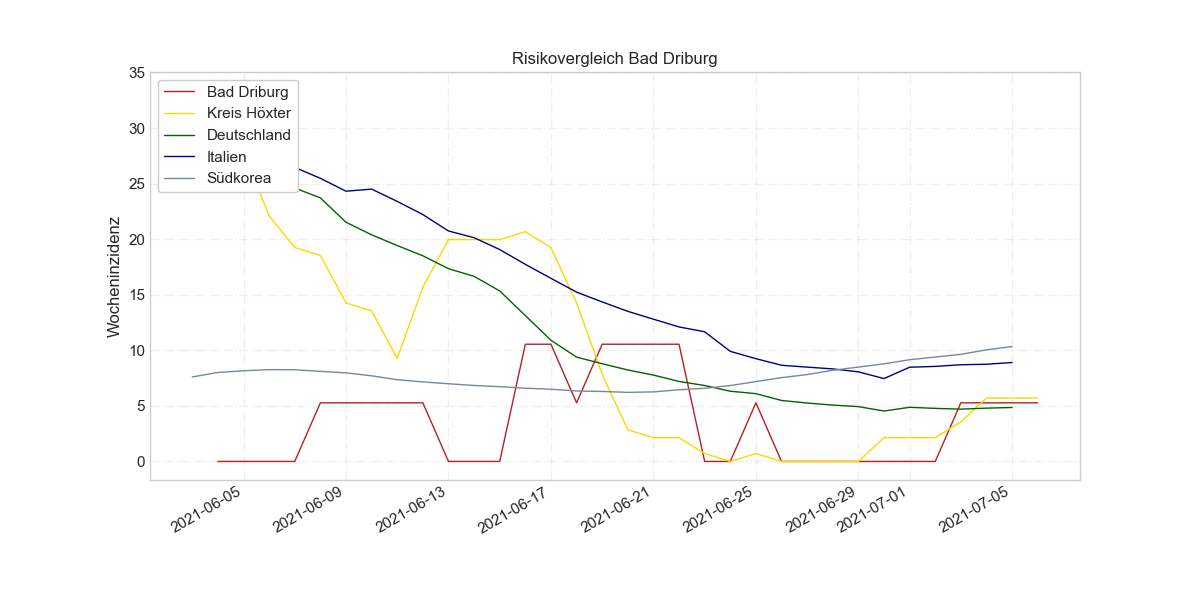 Risikovergleich Bad Driburg
Wocheninzidenz
35
30
25
20
15
10
5
0
Bad Driburg
Kreis Höxter
Deutschland
Italien
Südkorea
2021-06-05
2021-06-09
2021-06-13
2021-06-17
2021-06-21
2021-06-25
2021-06-29
2021-07-01
2021-07-05